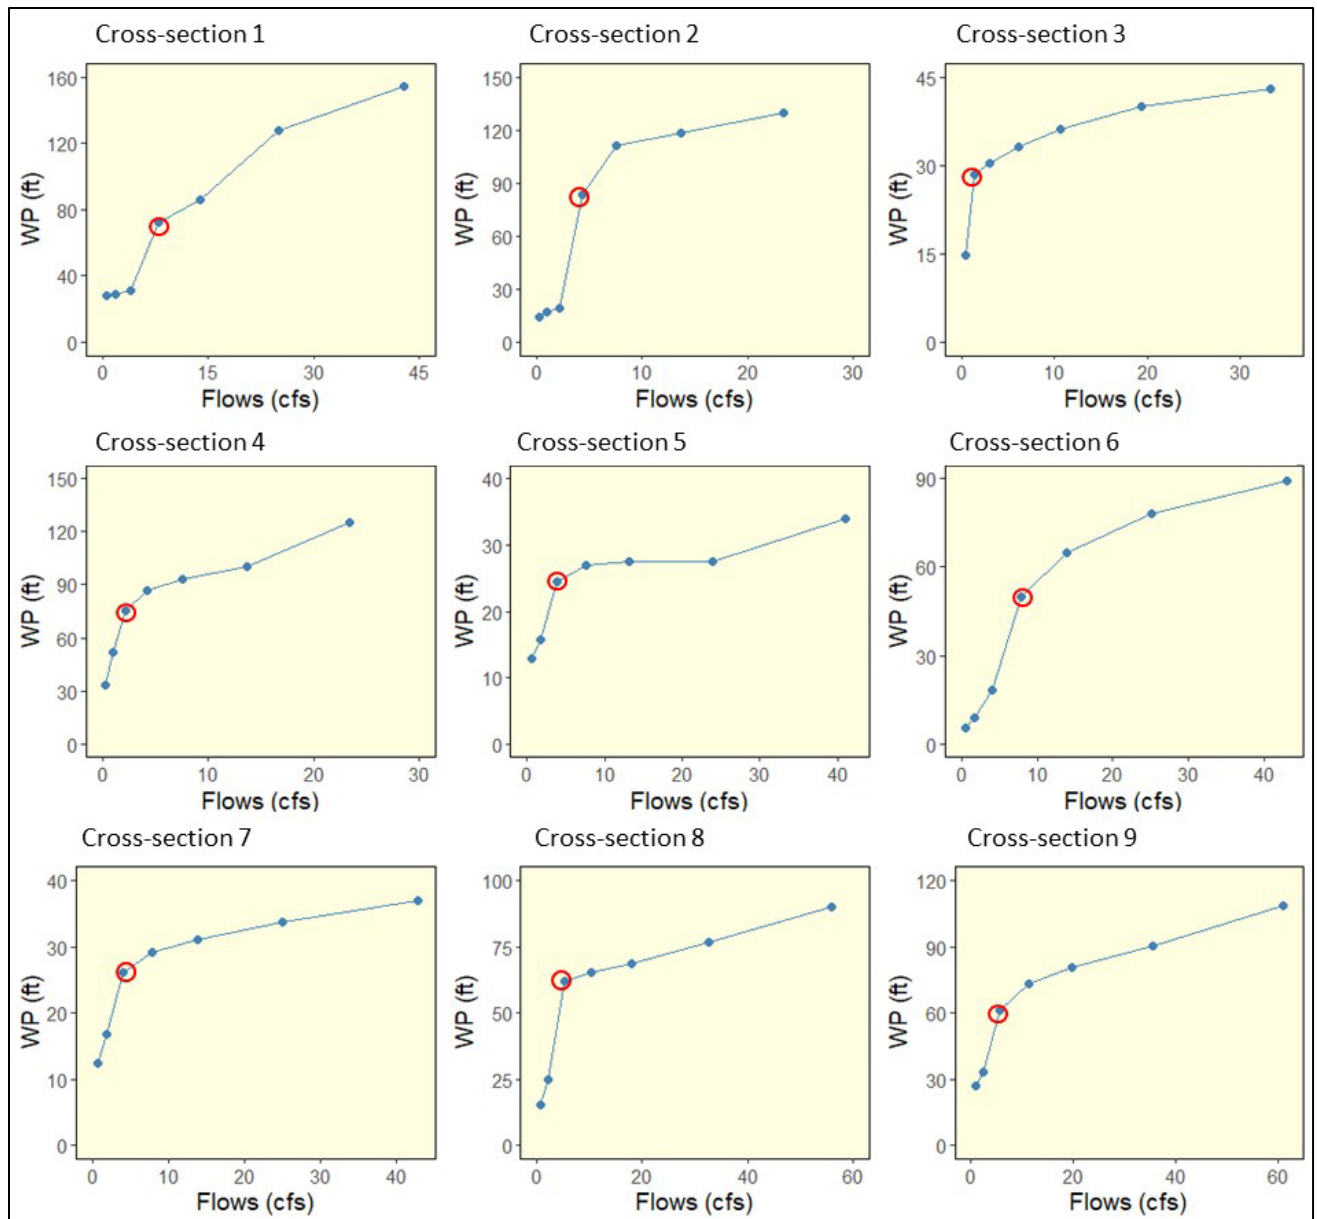 Cross-section 1
160
120
80
40
0
WP (ft)
0 15 30 45
Flows (cfs)
Cross-section 2
150
120
90
60
30
0
WP (ft)
0 10 20 30
Flows (cfs)
Cross-section 3
45
30
15
0
WP (ft)
0 10 20 30
Flows (cfs)
Cross-section 4
150
120
90
60
30
0
WP (ft)
0 10 20 30
Flows (cfs)
Cross-section 5
40
30
20
10
0
WP (ft)
0 10 20 30 40
Flows (cfs)
Cross-section 6
90
60
30
0
WP (ft)
0 10 20 30 40
Flows (cfs)
Cross-section 7
40
30
20
10
0
WP (ft)
0 10 20 30 40
Flows (cfs)
Cross-section 8
100
75
50
25
0
WP (ft)
0 20 40 60
Flows (cfs)
Cross-section 9
120
90
60
30
0
WP (ft)
0 20 40 60
Flows (cfs)